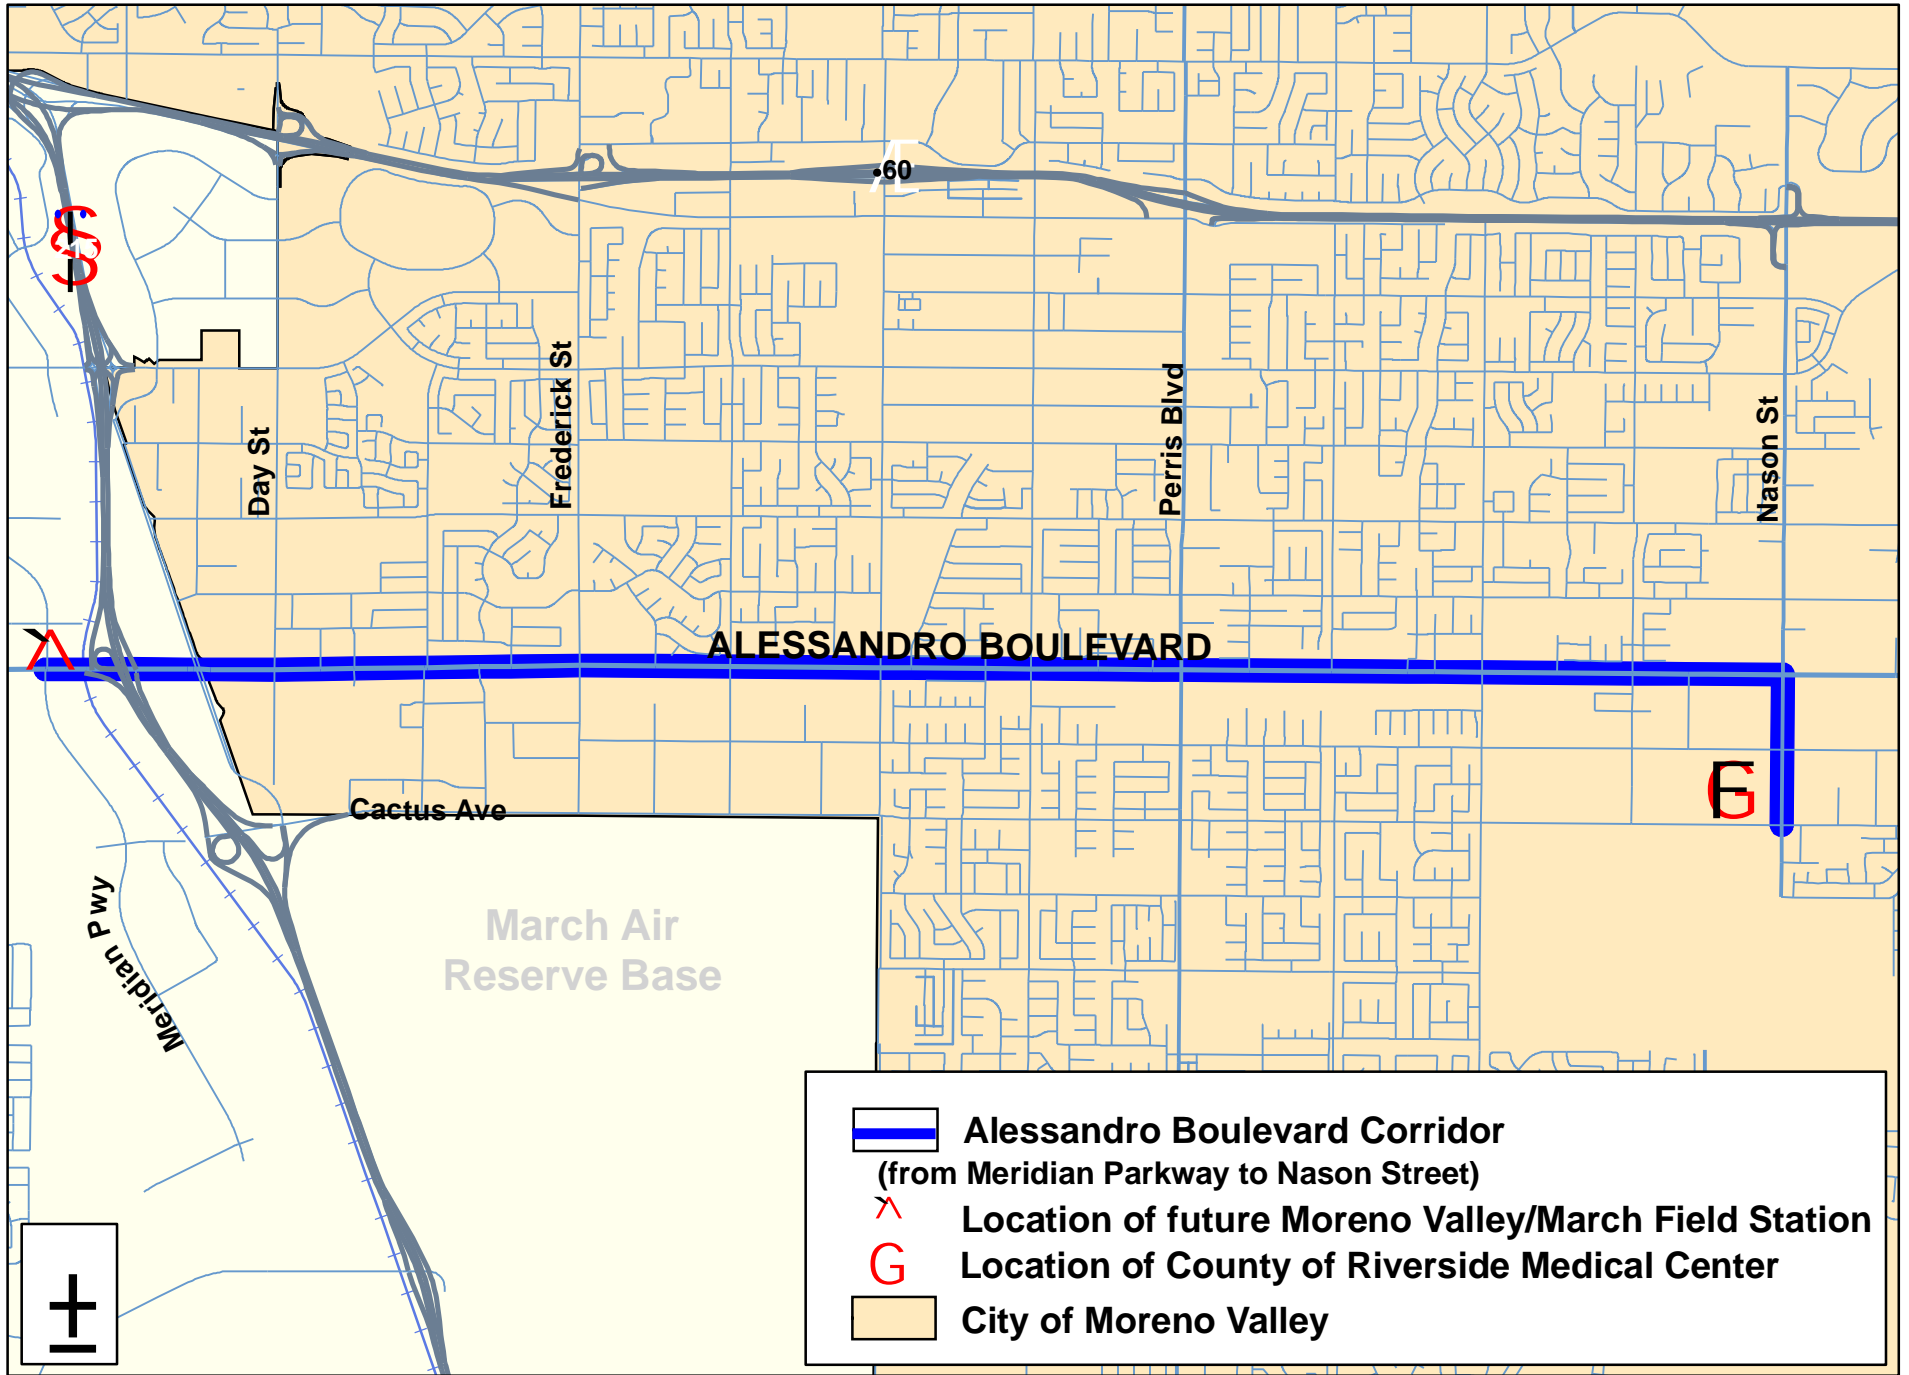 60
Day St
Frederick St
Perris Blvd
Nason St
ALESSANDRO BOULEVARD
Cactus Ave
Meridian Pwy
March Air
Reserve Base
F
G
Alessandro Boulevard Corridor
(from Meridian Parkway to Nason Street)
Location of future Moreno Valley/March Field Station
G Location of County of Riverside Medical Center
City of Moreno Valley
±